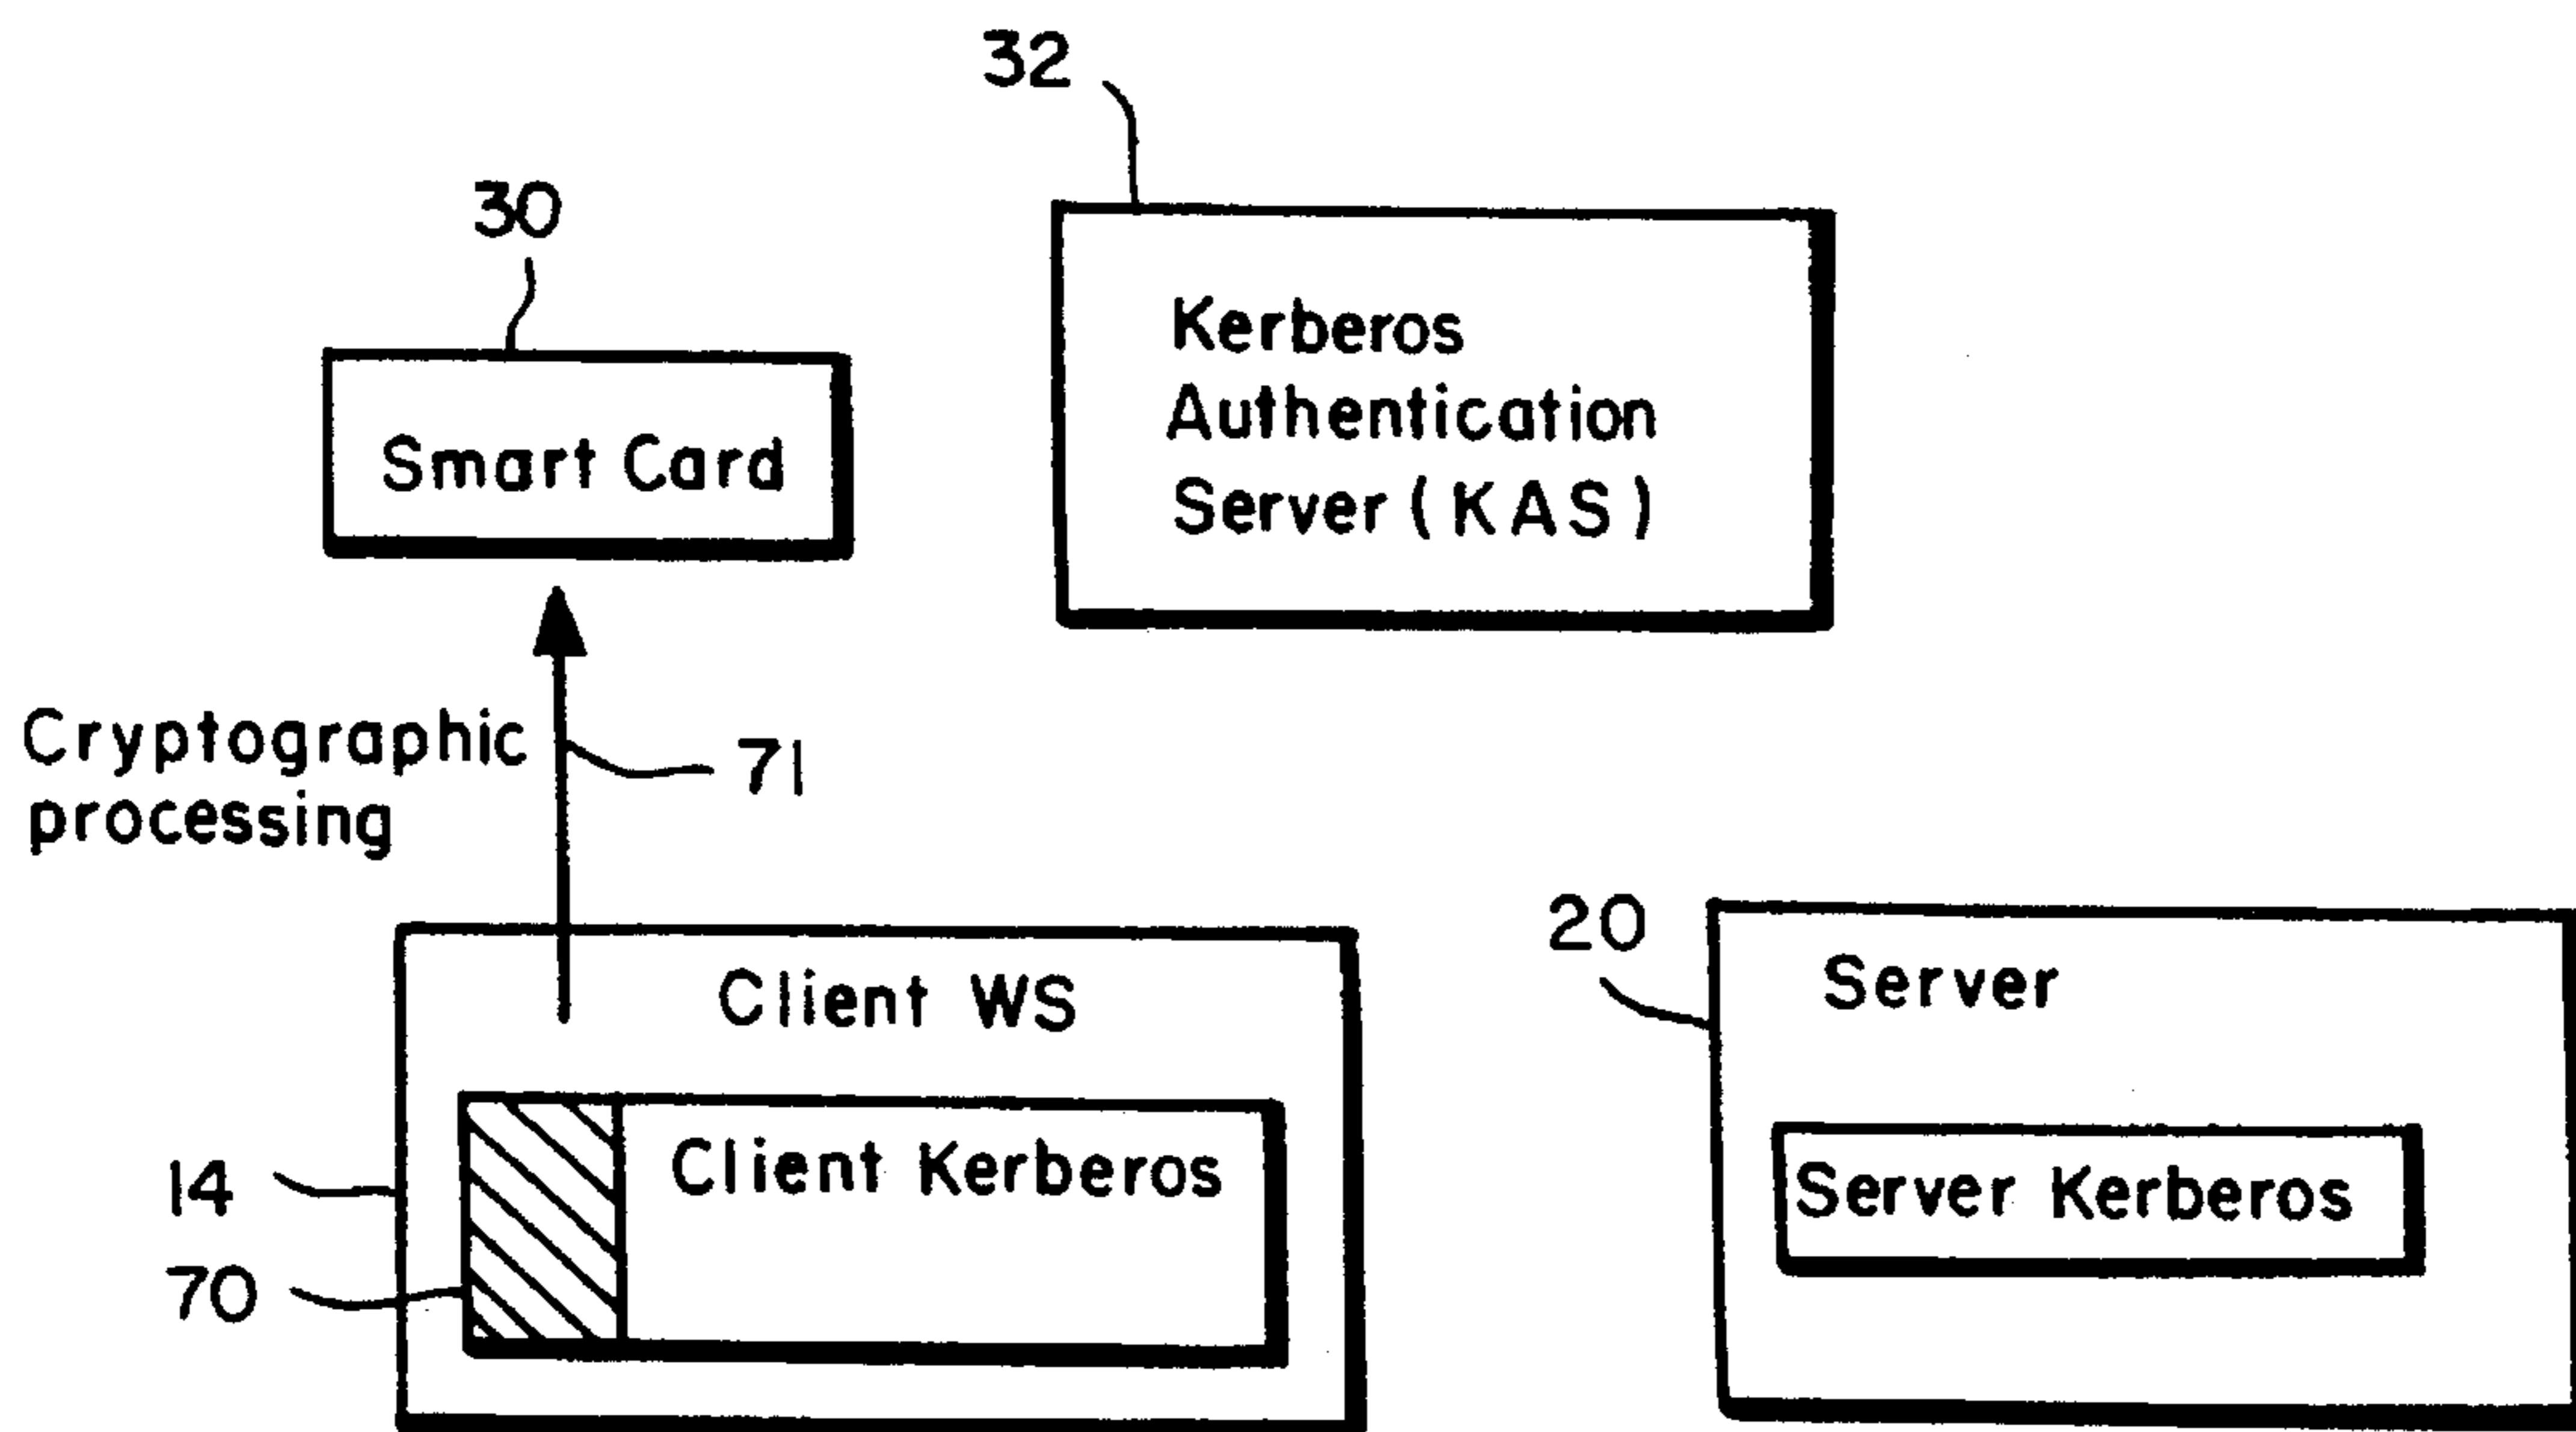 32
30
Kerberos
Authentication
Server (KAS)
Smart Card
Cryptographic
processing
71
20
Server
Client WS
Client Kerberos
Server Kerberos
14
70